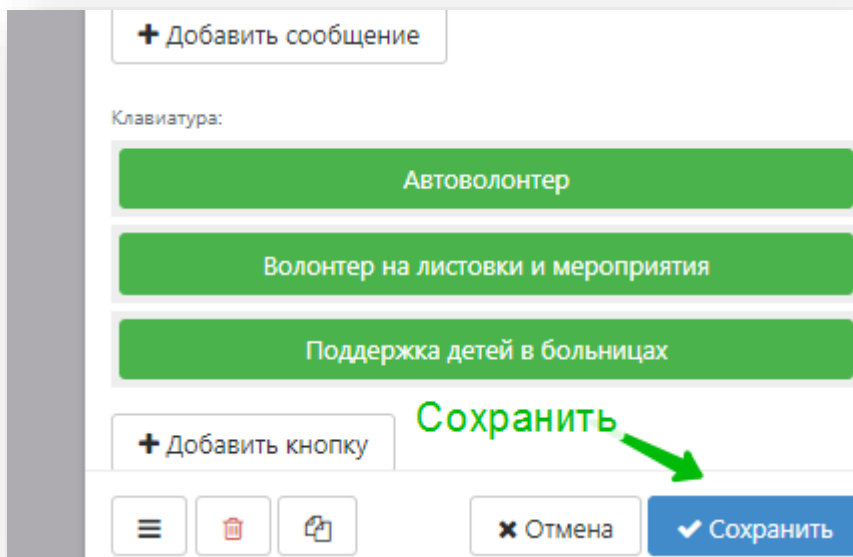 + Добавить сообщение
Клавиатура:
Автоволонтер
Волонтер на листовки и мероприятия
Поддержка детей в больницах
+ Добавить кнопку
Сохранить
Отмена
Сохранить